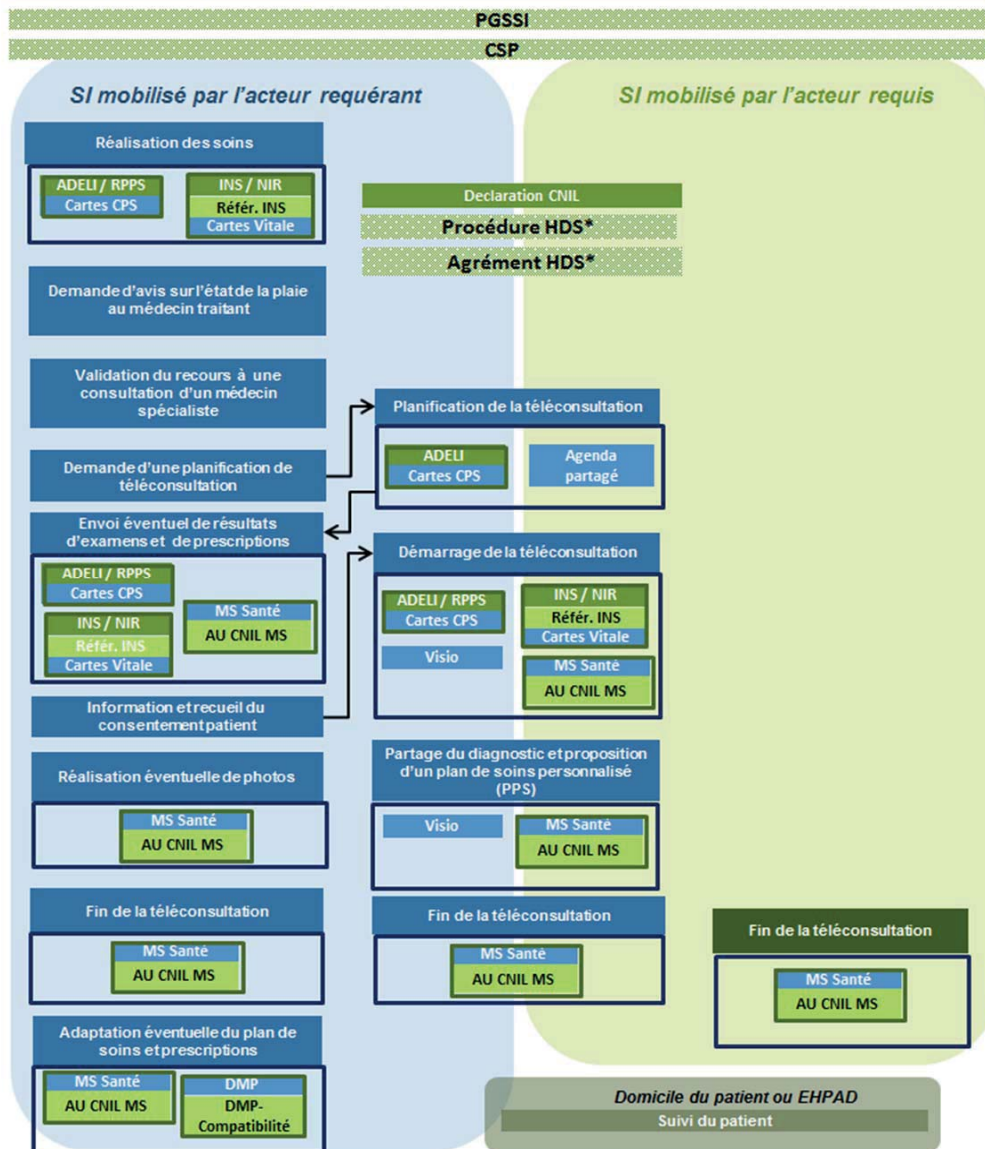 PGSSI
CSP
SI mobilisé par l'acteur requérant
SI mobilisé par l'acteur requis
Réalisation des soins
ADELI / RPPS
Cartes CPS
INS / NIR
Référ. INS
Cartes Vitale
Declaration CNIL
Procédure HDS*
Agrément HDS*
Demande d'avis sur l'état de la plaie
au médecin traitant
Validation du recours à une
consultation d'un médecin
spécialiste
Demande d'une planification de
téléconsultation
Planification de la téléconsultation
ADELI
Cartes CPS
Agenda
partagé
Envoi éventuel de résultats
d'examens et de prescriptions
ADELI / RPPS
Cartes CPS
INS / NIR
Référ. INS
Cartes Vitale
MS Santé
AU CNIL MS
Démarrage de la téléconsultation
ADELI / RPPS
Cartes CPS
Visio
INS / NIR
Référ. INS
Cartes Vitale
MS Santé
AU CNIL MS
Information et recueil du
consentement patient
Réalisation éventuelle de photos
MS Santé
AU CNIL MS
Partage du diagnostic et proposition
d'un plan de soins personnalisé
(PPS)
Visio
MS Santé
AU CNIL MS
Fin de la téléconsultation
MS Santé
AU CNIL MS
Fin de la téléconsultation
MS Santé
AU CNIL MS
Fin de la téléconsultation
MS Santé
AU CNIL MS
Adaptation éventuelle du plan de
soins et prescriptions
MS Santé
AU CNIL MS
DMP
DMP-
Compatibilité
Domicile du patient ou EHPAD
Suivi du patient